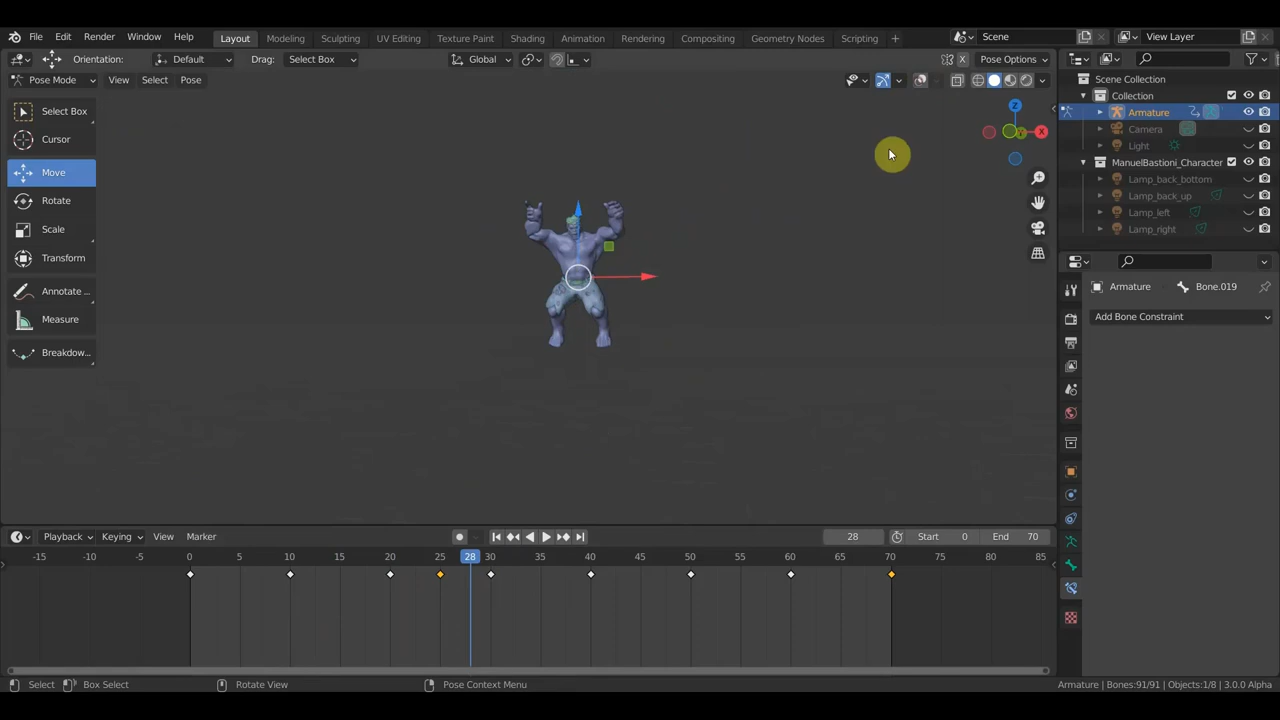 File Edit Render Window Help Layout Modeling Sculpting UV Editing Texture Paint Shading Animation Rendering Compositing Geometry Nodes Scripting + Scene View Layer
Orientation: Default Drag: Select Box Global Pose Options
Pose Mode View Select Pose
Scene Collection
Collection
Armature
Camera
Light
ManuelBastioni_Character
Lamp_back_bottom
Lamp_back_up
Lamp_left
Lamp_right
Select Box
Cursor
Move
Rotate
Scale
Transform
Annotate ...
Measure
Breakdow...
Z
X
Armature Bone.019
Add Bone Constraint
Playback Keying View Marker 28 Start 0 End 70
-15 -10 -5 0 5 10 15 20 25 28 30 35 40 45 50 55 60 65 70 75 80 85
Select Box Select Rotate View Pose Context Menu Armature | Bones:91/91 | Objects:1/8 | 3.0.0 Alpha